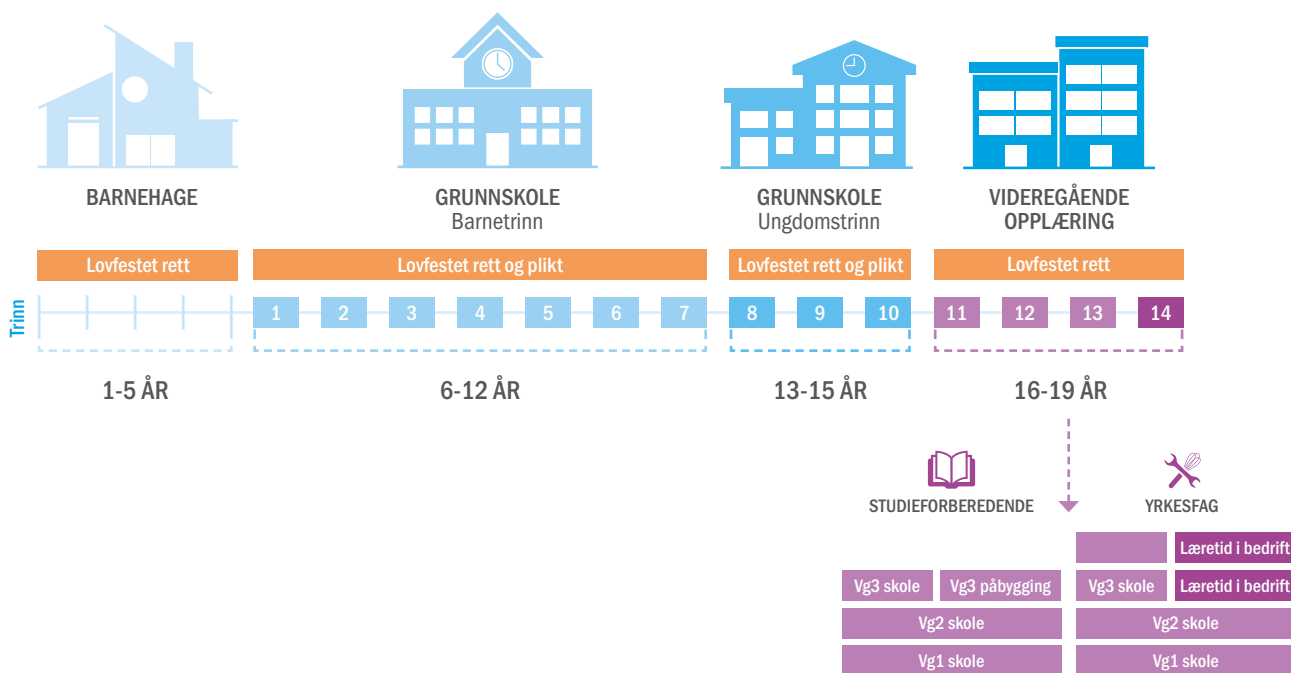 BARNEHAGE
GRUNNSKOLE
Barnetrinn
GRUNNSKOLE
Ungdomstrinn
VIDEREGÅENDE
OPPLÆRING
Lovfestet rett
Lovfestet rett og plikt
Lovfestet rett og plikt
Lovfestet rett
Trinn
1 2 3 4 5 6 7 8 9 10 11 12 13 14
1-5 ÅR
6-12 ÅR
13-15 ÅR
16-19 ÅR
STUDIEFORBEREDENDE
YRKESFAG
Læretid i bedrift
Vg3 skole
Vg3 påbygging
Vg3 skole
Læretid i bedrift
Vg2 skole
Vg2 skole
Vg1 skole
Vg1 skole